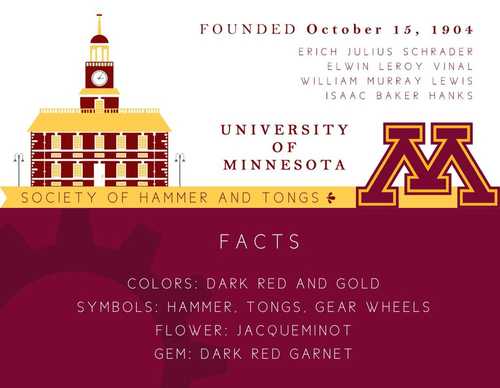 FOUNDED October 15, 1904
ERICH JULIUS SCHRADER
ELWIN LEROY VINAL
WILLIAM MURRAY LEWIS
ISAAC BAKER HANKS
UNIVERSITY
OF
MINNESOTA
M
SOCIETY OF HAMMER AND TONGS
FACTS
COLORS: DARK RED AND GOLD
SYMBOLS: HAMMER, TONGS, GEAR WHEELS
FLOWER: JACQUEMINOT
GEM: DARK RED GARNET